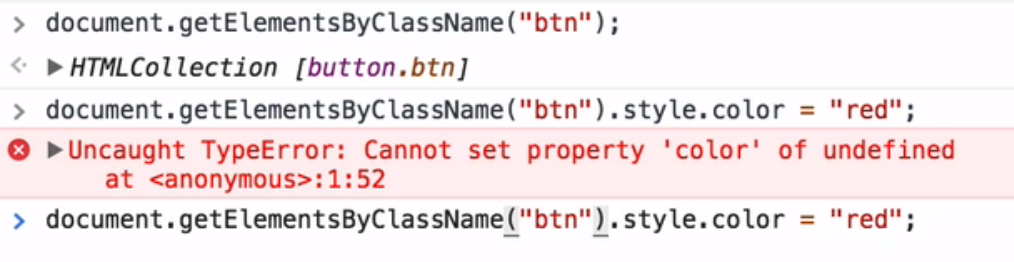 > document.getElementsByClassName("btn");
<· ▶ HTMLCollection [button.btn]
> document.getElementsByClassName("btn").style.color = "red";
▶ Uncaught TypeError: Cannot set property 'color' of undefined
at <anonymous>:1:52
> document.getElementsByClassName("btn").style.color = "red";